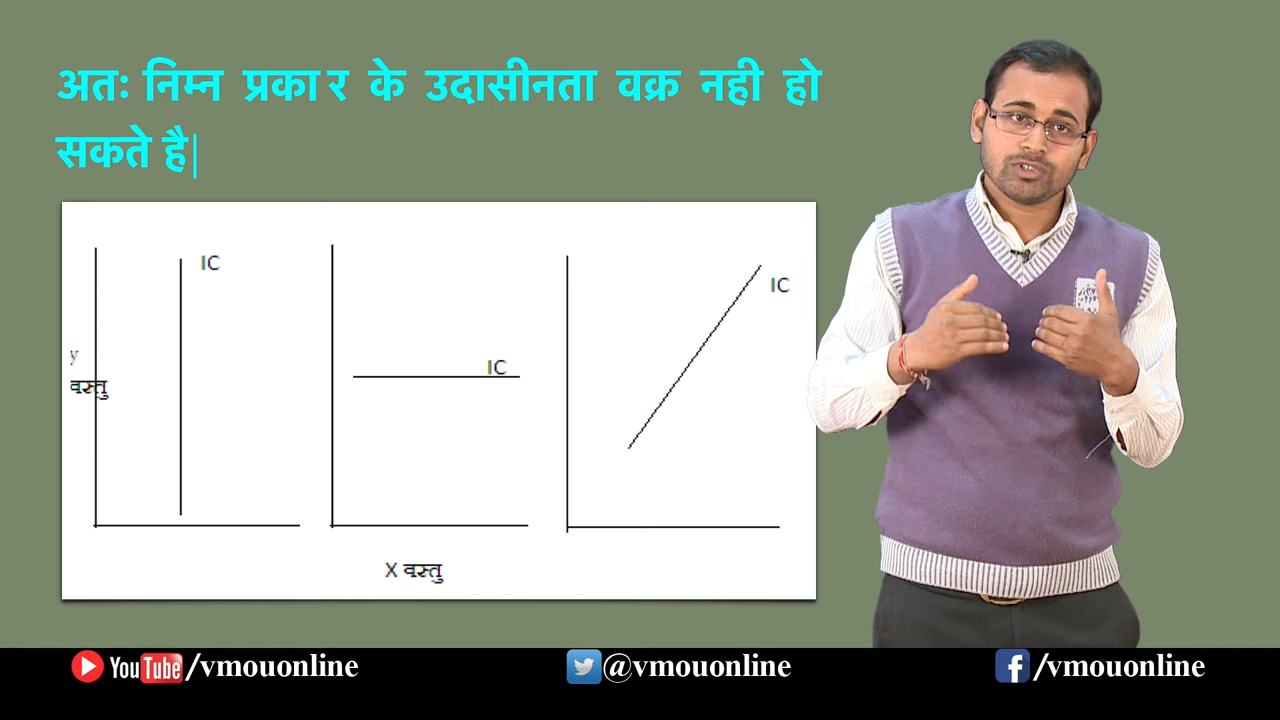 अतः निम्न प्रकार के उदासीनता वक्र नही हो
सकते है|
IC
IC
IC
y
वस्तु
X वस्तु
YouTube /vmouonline
@vmouonline
/vmouonline